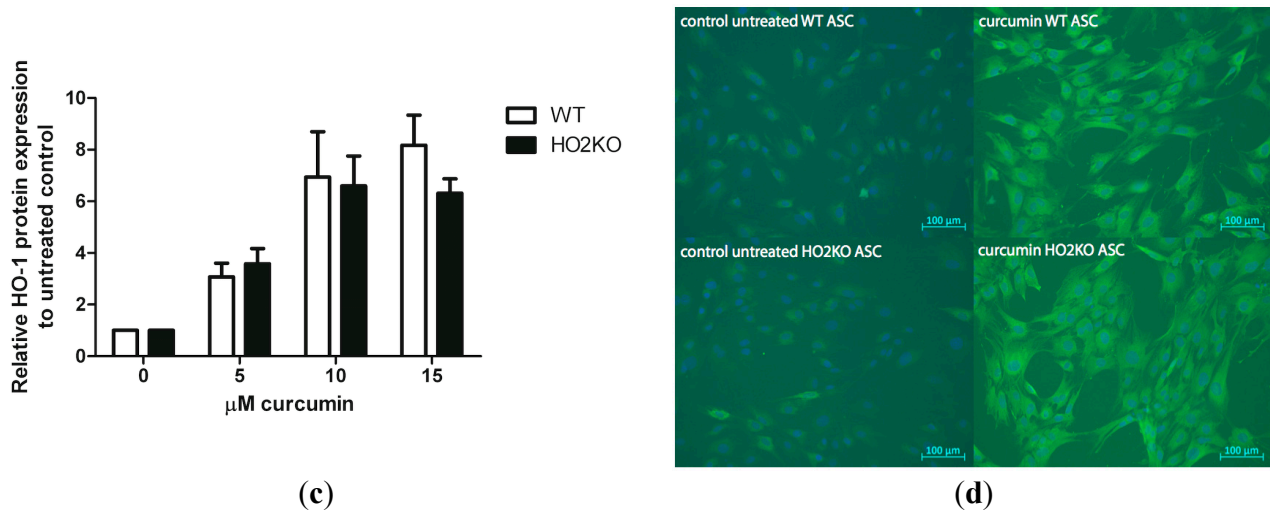 Relative HO-1 protein expression
to untreated control
10
8
6
4
2
0
0
5
10
15
μM curcumin
WT
HO2KO
(c)
control untreated WT ASC
curcumin WT ASC
100 μm
100 μm
control untreated HO2KO ASC
curcumin HO2KO ASC
100 μm
100 μm
(d)